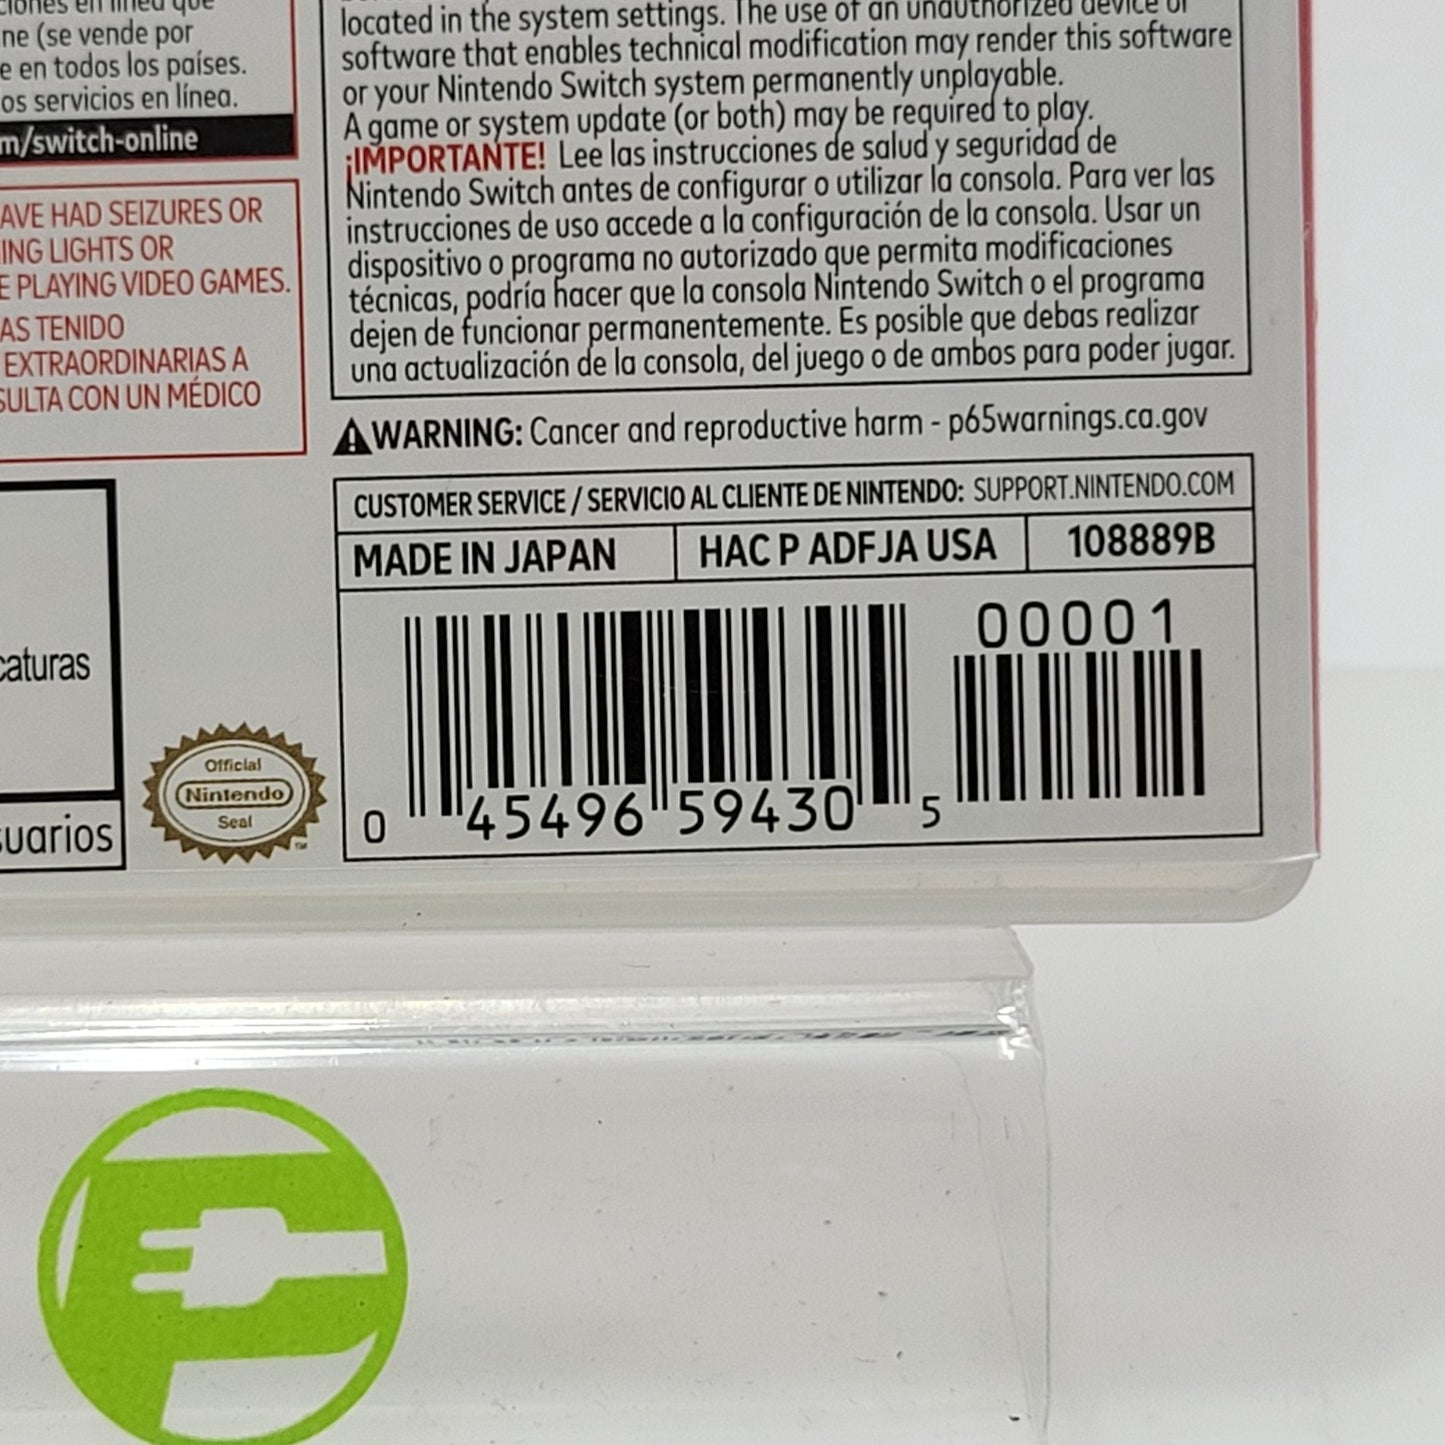 ciones en línea que
ne (se vende por
e en todos los países.
os servicios en línea.
m/switch-online
AVE HAD SEIZURES OR
ING LIGHTS OR
E PLAYING VIDEO GAMES.
AS TENIDO
EXTRAORDINARIAS A
SULTA CON UN MÉDICO
caturas
suarios
Official
Nintendo
Seal
TM
located in the system settings. The use of an unauthorized device or
software that enables technical modification may render this software
or your Nintendo Switch system permanently unplayable.
A game or system update (or both) may be required to play.
¡IMPORTANTE! Lee las instrucciones de salud y seguridad de
Nintendo Switch antes de configurar o utilizar la consola. Para ver las
instrucciones de uso accede a la configuración de la consola. Usar un
dispositivo o programa no autorizado que permita modificaciones
técnicas, podría hacer que la consola Nintendo Switch o el programa
dejen de funcionar permanentemente. Es posible que debas realizar
una actualización de la consola, del juego o de ambos para poder jugar.
WARNING: Cancer and reproductive harm - p65warnings.ca.gov
CUSTOMER SERVICE / SERVICIO AL CLIENTE DE NINTENDO: SUPPORT.NINTENDO.COM
MADE IN JAPAN HAC P ADFJA USA 108889B
00001
0 45496 59430 5